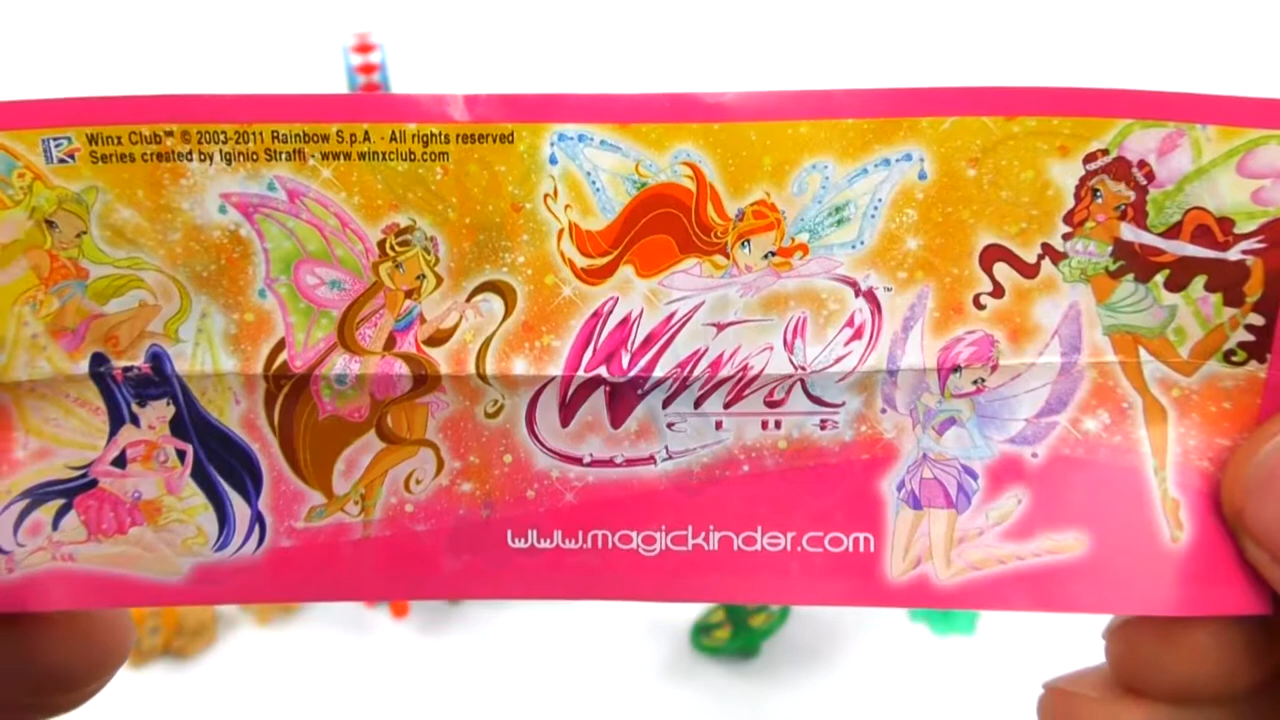 Winx Club™ © 2003-2011 Rainbow S.p.A. - All rights reserved
Series created by Iginio Straffi - www.winxclub.com
Winx™
CLUB
www.magickinder.com